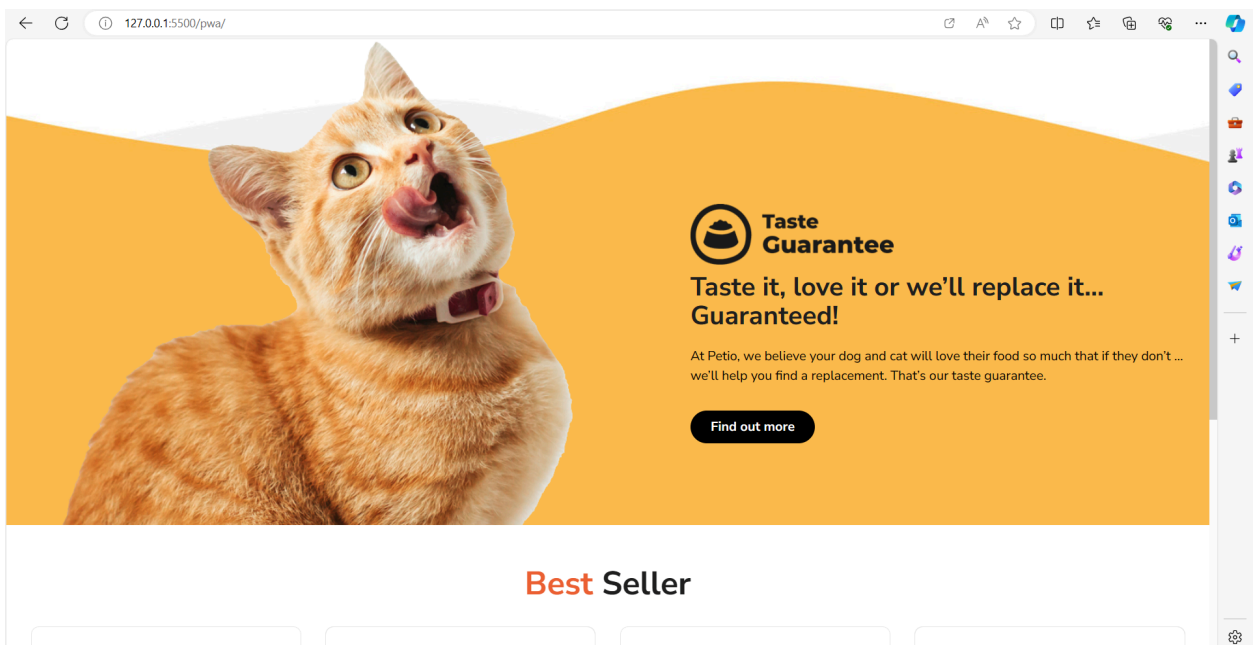 127.0.0.1:5500/pwa/
Taste
Guarantee
Taste it, love it or we’ll replace it...
Guaranteed!
At Petio, we believe your dog and cat will love their food so much that if they don’t ...
we’ll help you find a replacement. That’s our taste guarantee.
Find out more
Best Seller